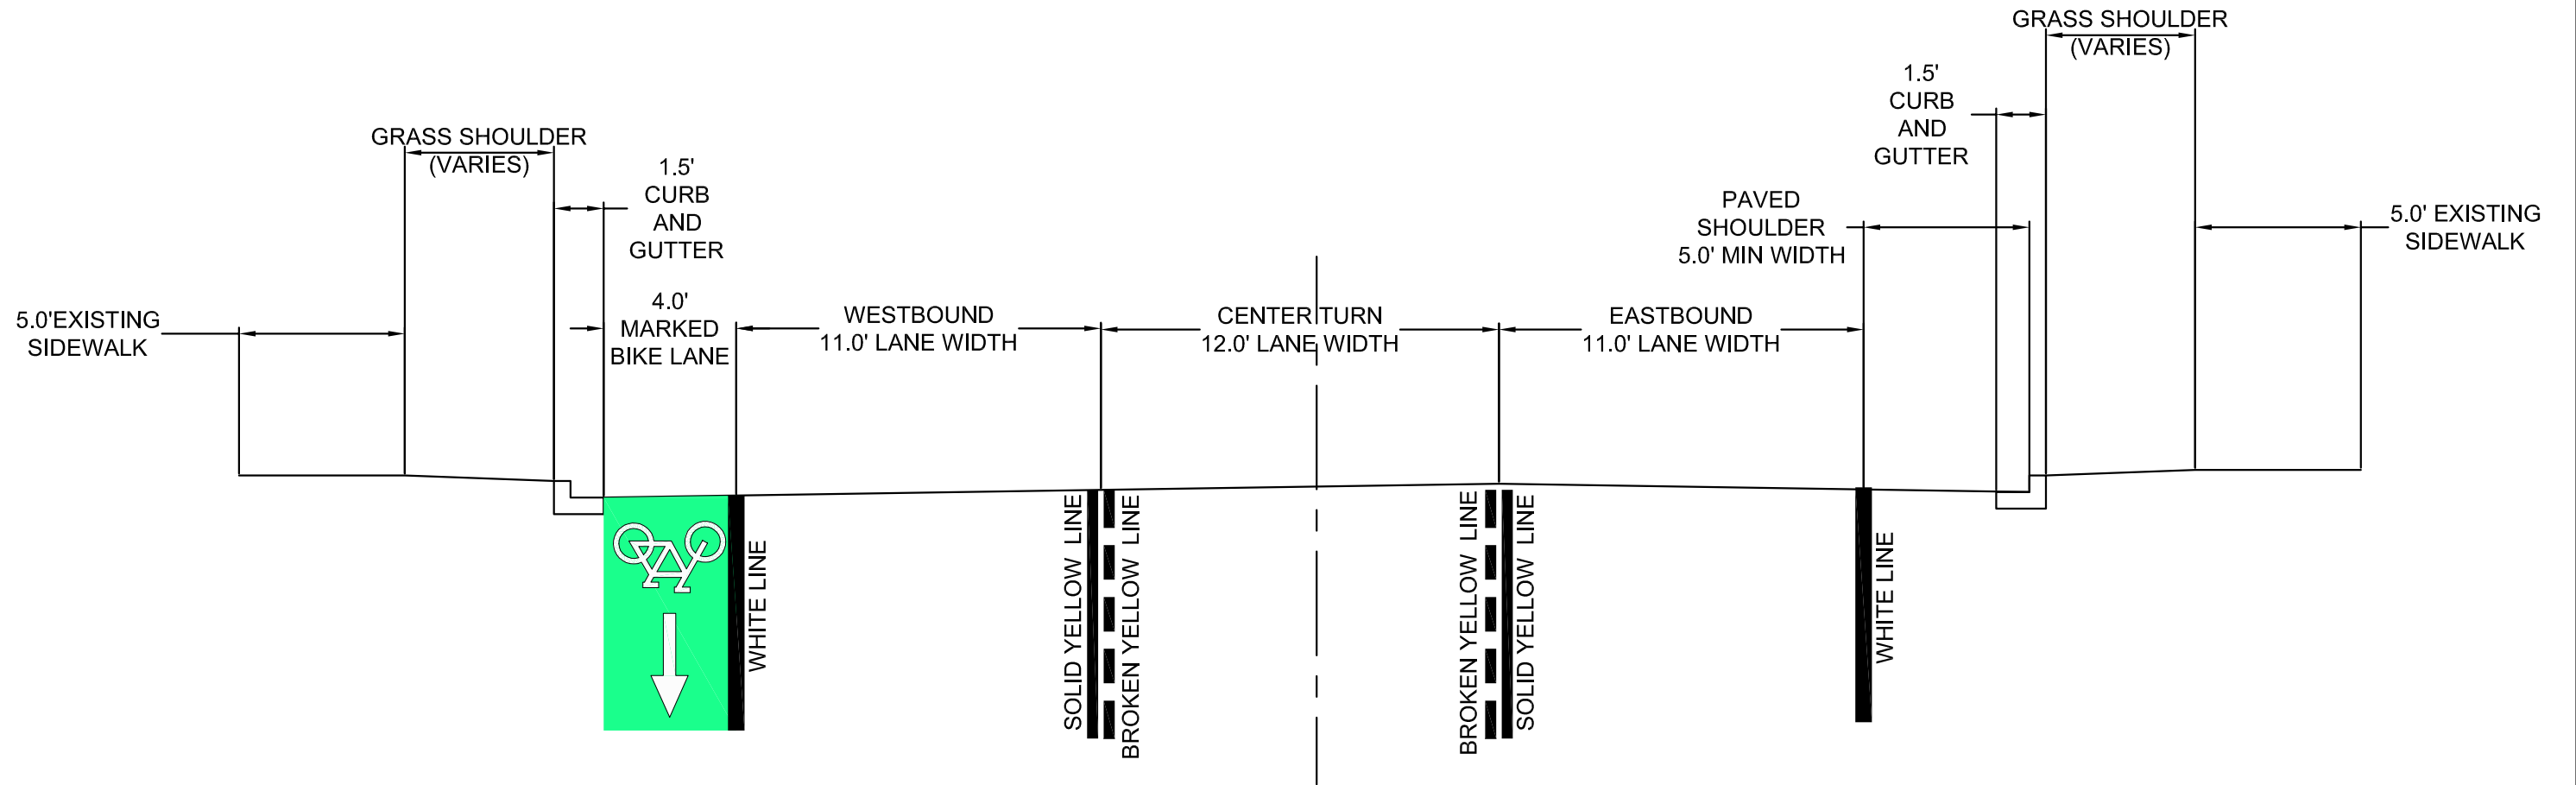 GRASS SHOULDER
(VARIES)
1.5'
CURB
AND
GUTTER
GRASS SHOULDER
(VARIES)
1.5'
CURB
AND
GUTTER
PAVED
SHOULDER
5.0' MIN WIDTH
5.0' EXISTING
SIDEWALK
5.0'EXISTING
SIDEWALK
4.0'
MARKED
BIKE LANE
WESTBOUND
11.0' LANE WIDTH
CENTER TURN
12.0' LANE WIDTH
EASTBOUND
11.0' LANE WIDTH
WHITE LINE
SOLID YELLOW LINE
BROKEN YELLOW LINE
BROKEN YELLOW LINE
SOLID YELLOW LINE
WHITE LINE